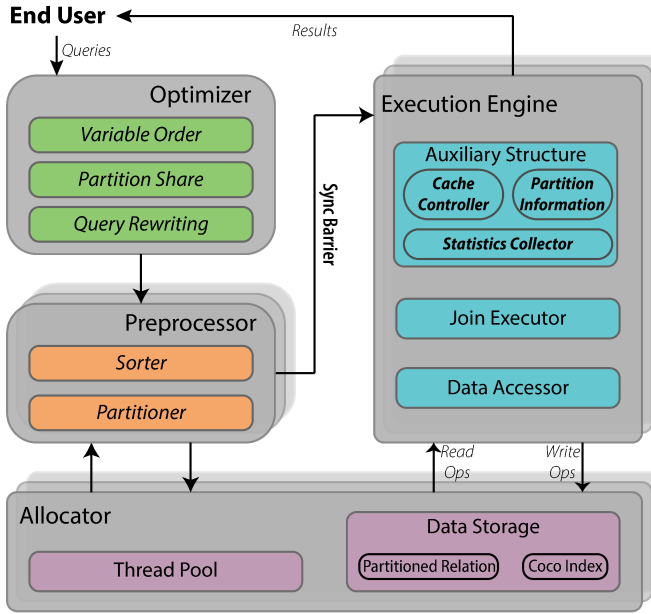 End User
Results
Queries
Optimizer
Variable Order
Partition Share
Query Rewriting
Sync Barrier
Execution Engine
Auxiliary Structure
Cache
Controller
Partition
Information
Statistics Collector
Join Executor
Data Accessor
Preprocessor
Sorter
Partitioner
Read
Ops
Write
Ops
Allocator
Thread Pool
Data Storage
Partitioned Relation
Coco Index